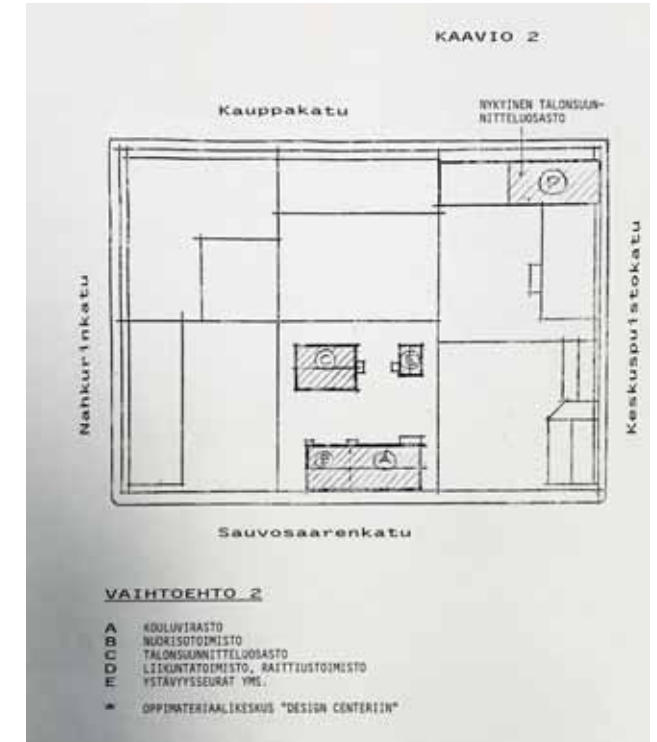 KAAVIO 2
Kauppakatu
NYKYINEN TALONSUUN-
NITTELUOSASTO
D
Nahkurinkatu
Keskuspuistokatu
C
E
B
A
Sauvosaarenkatu
VAIHTOEHTO 2
A KOULUVIRASTO
B NUORISOTOIMISTO
C TALONSUUNNITTELUOSASTO
D LIIKUNTATOIMISTO, RAITTIUSTOIMISTO
E YSTÄVYYSSEURAT YMS.
* OPPIMATERIAALIKESKUS "DESIGN CENTERIIN"